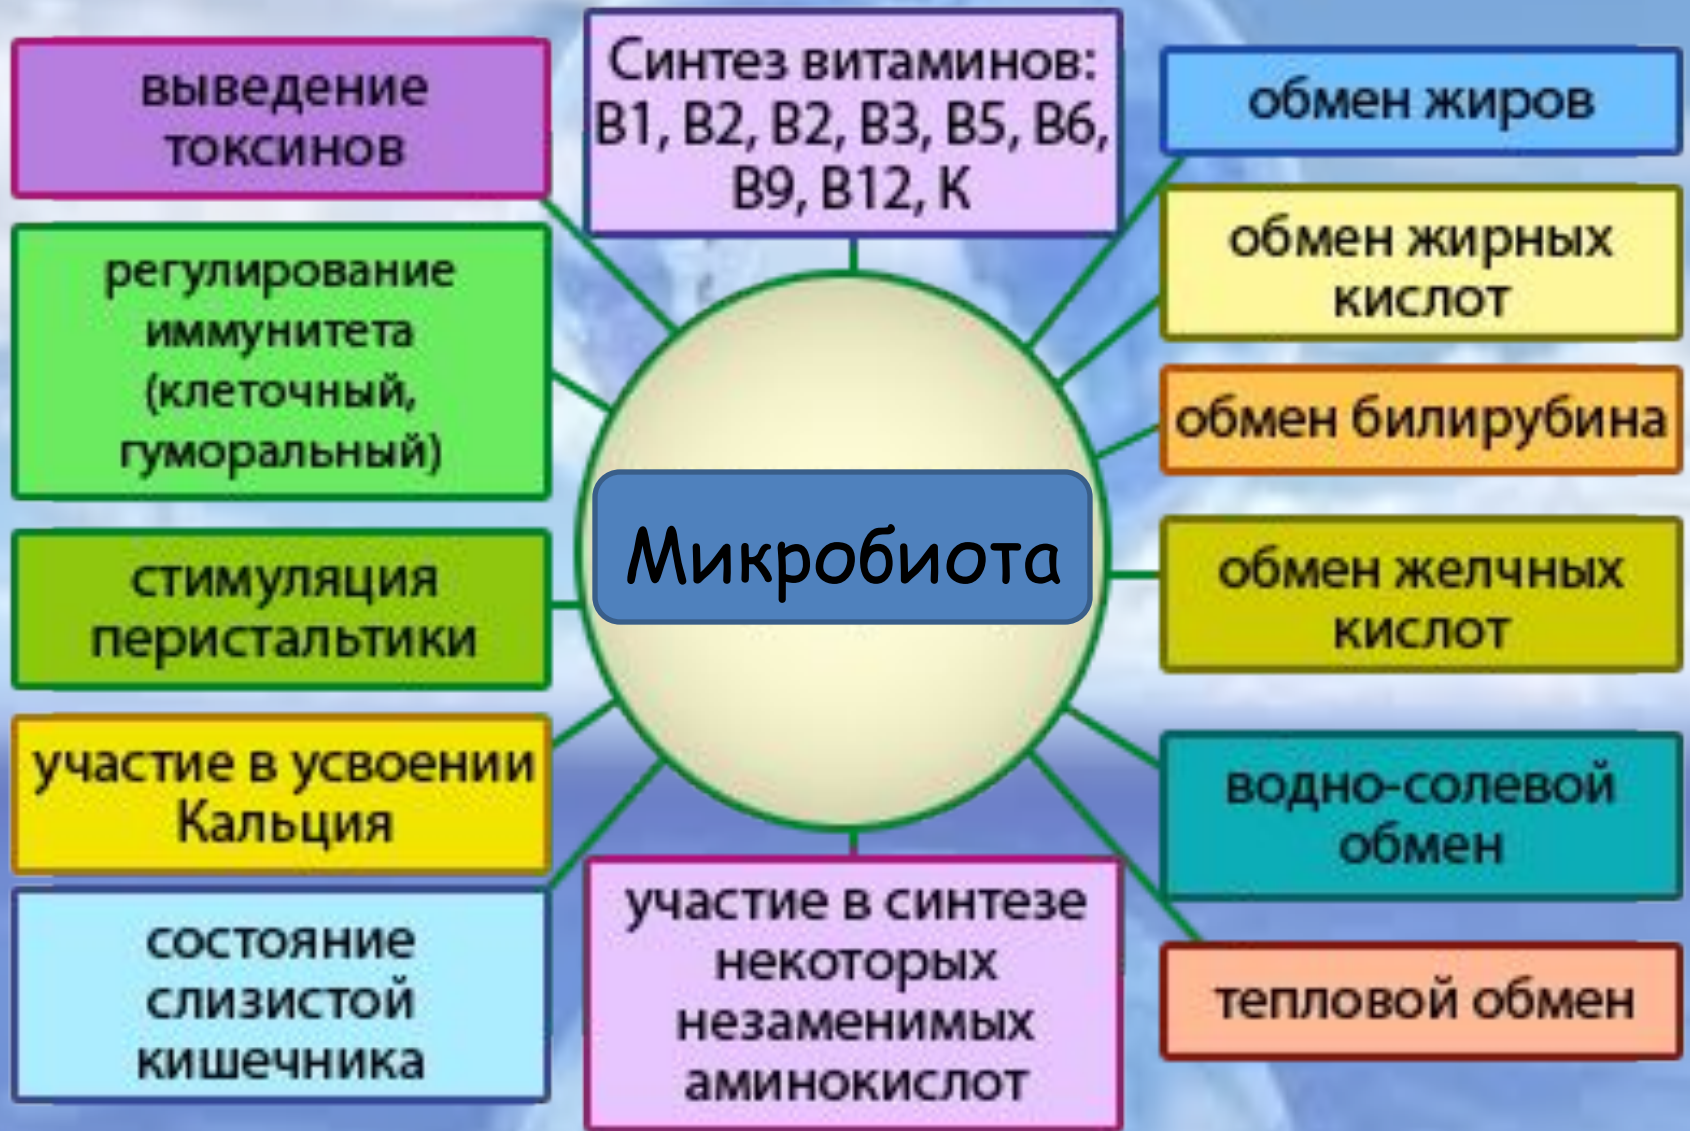 выведение
токсинов
регулирование
иммунитета
(клеточный,
гуморальный)
стимуляция
перистальтики
участие в усвоении
Кальция
состояние
слизистой
кишечника
Синтез витаминов:
В1, В2, В2, В3, В5, В6,
В9, В12, К
Микробиота
участие в синтезе
некоторых
незаменимых
аминокислот
обмен жиров
обмен жирных
кислот
обмен билирубина
обмен желчных
кислот
водно-солевой
обмен
тепловой обмен